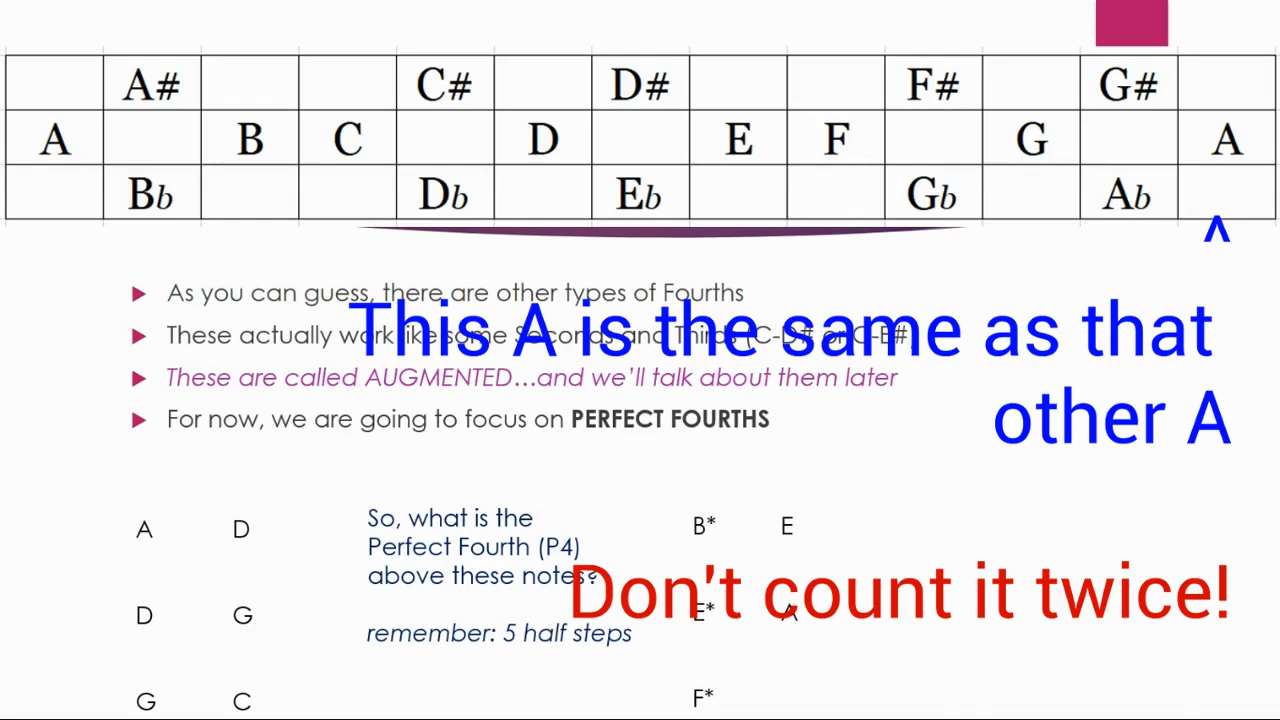 A# C# D# F# G#
A B C D E F G A
Bb Db Eb Gb Ab
^
As you can guess, there are other types of Fourths
These actually work like some Seconds and Thirds (C-D# or C-E#)
This A is the same as that
other A
These are called AUGMENTED...and we'll talk about them later
For now, we are going to focus on PERFECT FOURTHS
So, what is the
Perfect Fourth (P4)
above these notes?
remember: 5 half steps
A D
D G
G C
B* E
E* A
F*
Don't count it twice!